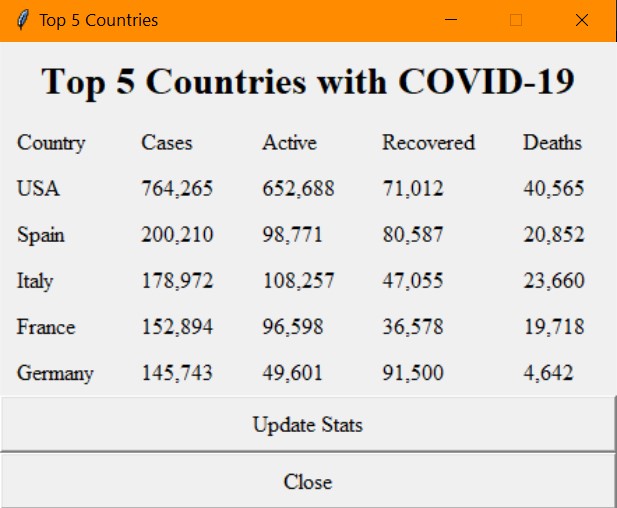 Top 5 Countries
Top 5 Countries with COVID-19
Country Cases Active Recovered Deaths
USA 764,265 652,688 71,012 40,565
Spain 200,210 98,771 80,587 20,852
Italy 178,972 108,257 47,055 23,660
France 152,894 96,598 36,578 19,718
Germany 145,743 49,601 91,500 4,642
Update Stats
Close